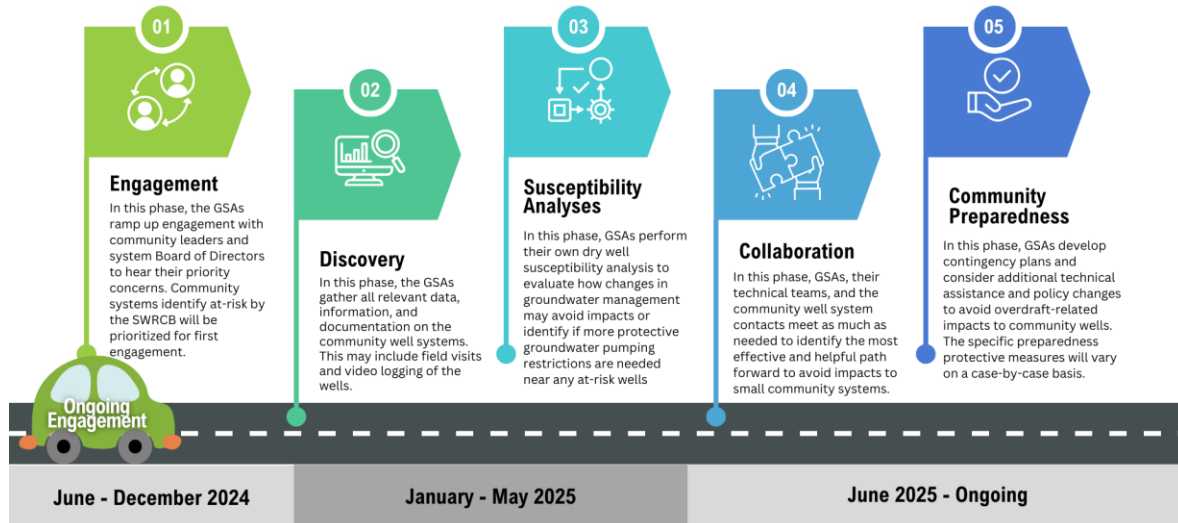 01
Engagement
In this phase, the GSAs
ramp up engagement with
community leaders and
system Board of Directors
to hear their priority
concerns. Community
systems identify at-risk by
the SWRCB will be
prioritized for first
engagement.
02
Discovery
In this phase, the GSAs
gather all relevant data,
information, and
documentation on the
community well systems.
This may include field visits
and video logging of the
wells.
03
Susceptibility
Analyses
In this phase, GSAs perform
their own dry well
susceptibility analysis to
evaluate how changes in
groundwater management
may avoid impacts or
identify if more protective
groundwater pumping
restrictions are needed
near any at-risk wells
04
Collaboration
In this phase, GSAs, their
technical teams, and the
community well system
contacts meet as much as
needed to identify the most
effective and helpful path
forward to avoid impacts to
small community systems.
05
Community
Preparedness
In this phase, GSAs develop
contingency plans and
consider additional technical
assistance and policy changes
to avoid overdraft-related
impacts to community wells.
The specific preparedness
protective measures will vary
on a case-by-case basis.
Ongoing
Engagement
June - December 2024
January - May 2025
June 2025 - Ongoing